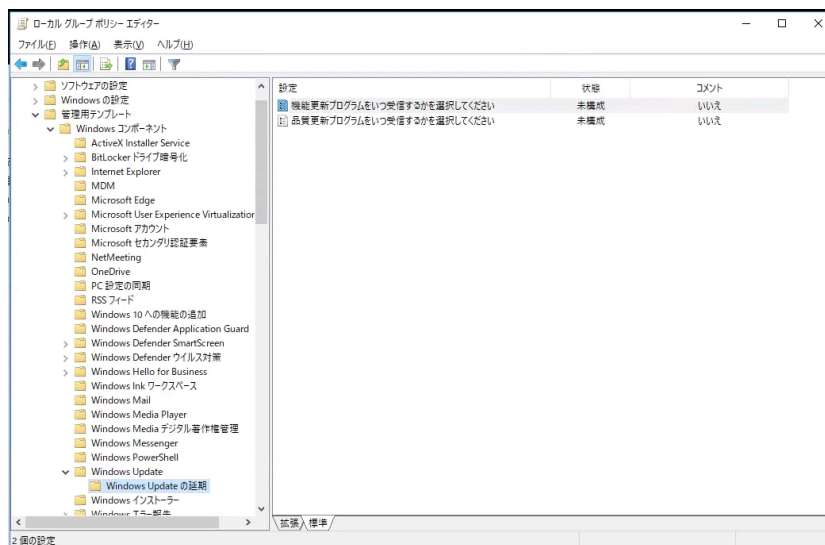 ローカル グループ ポリシー エディター
ファイル(F) 操作(A) 表示(V) ヘルプ(H)
ソフトウェアの設定
Windows の設定
管理用テンプレート
Windows コンポーネント
ActiveX Installer Service
BitLocker ドライブ暗号化
Internet Explorer
MDM
Microsoft Edge
Microsoft User Experience Virtualization
Microsoft アカウント
Microsoft セカンダリ認証要素
NetMeeting
OneDrive
PC 設定の同期
RSS フィード
Windows 10 への機能の追加
Windows Defender Application Guard
Windows Defender SmartScreen
Windows Defender ウイルス対策
Windows Hello for Business
Windows Ink ワークスペース
Windows Mail
Windows Media Player
Windows Media デジタル著作権管理
Windows Messenger
Windows PowerShell
Windows Update
Windows Update の延期
Windows インストーラー
Windows エラー報告
設定 状態 コメント
機能更新プログラムをいつ受信するかを選択してください 未構成 いいえ
品質更新プログラムをいつ受信するかを選択してください 未構成 いいえ
拡張 標準
2 個の設定